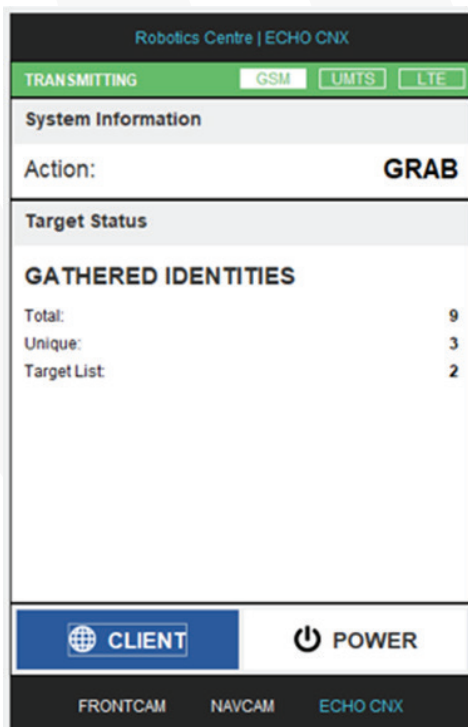 Robotics Centre | ECHO CNX
TRANSMITTING GSM UMTS LTE
System Information
Action: GRAB
Target Status
GATHERED IDENTITIES
Total: 9
Unique: 3
Target List: 2
CLIENT POWER
FRONTCAM NAVCAM ECHO CNX